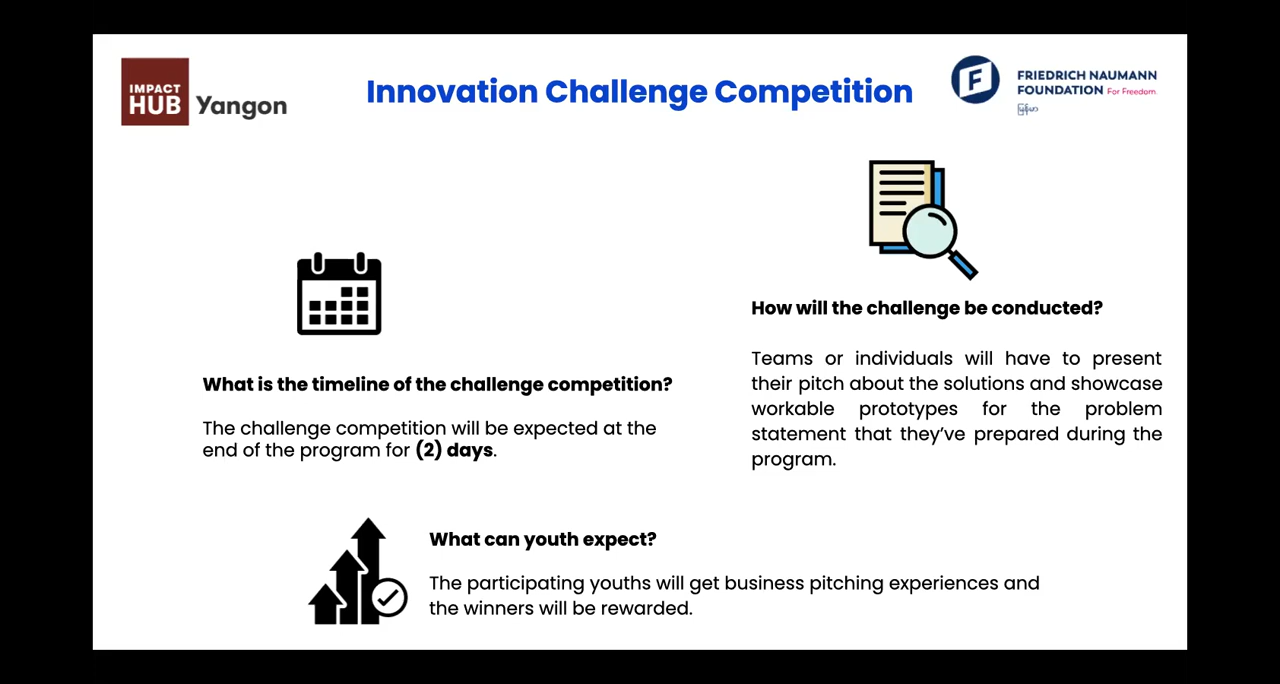 IMPACT
HUB Yangon
Innovation Challenge Competition
FRIEDRICH NAUMANN
FOUNDATION For Freedom.
မြန်မာ
What is the timeline of the challenge competition?
The challenge competition will be expected at the
end of the program for (2) days.
How will the challenge be conducted?
Teams or individuals will have to present
their pitch about the solutions and showcase
workable prototypes for the problem
statement that they’ve prepared during the
program.
What can youth expect?
The participating youths will get business pitching experiences and
the winners will be rewarded.